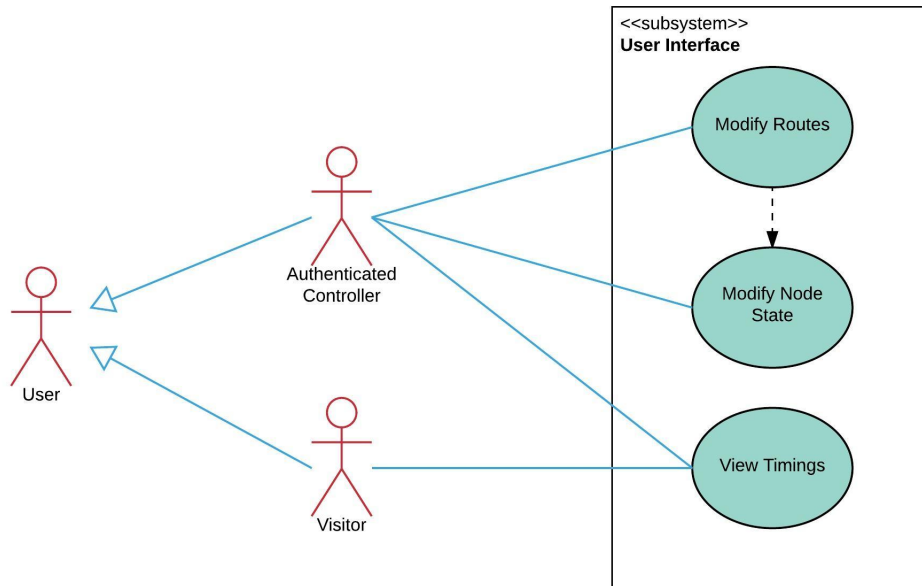 <<subsystem>>
User Interface
Modify Routes
Authenticated
Controller
Modify Node
State
User
View Timings
Visitor